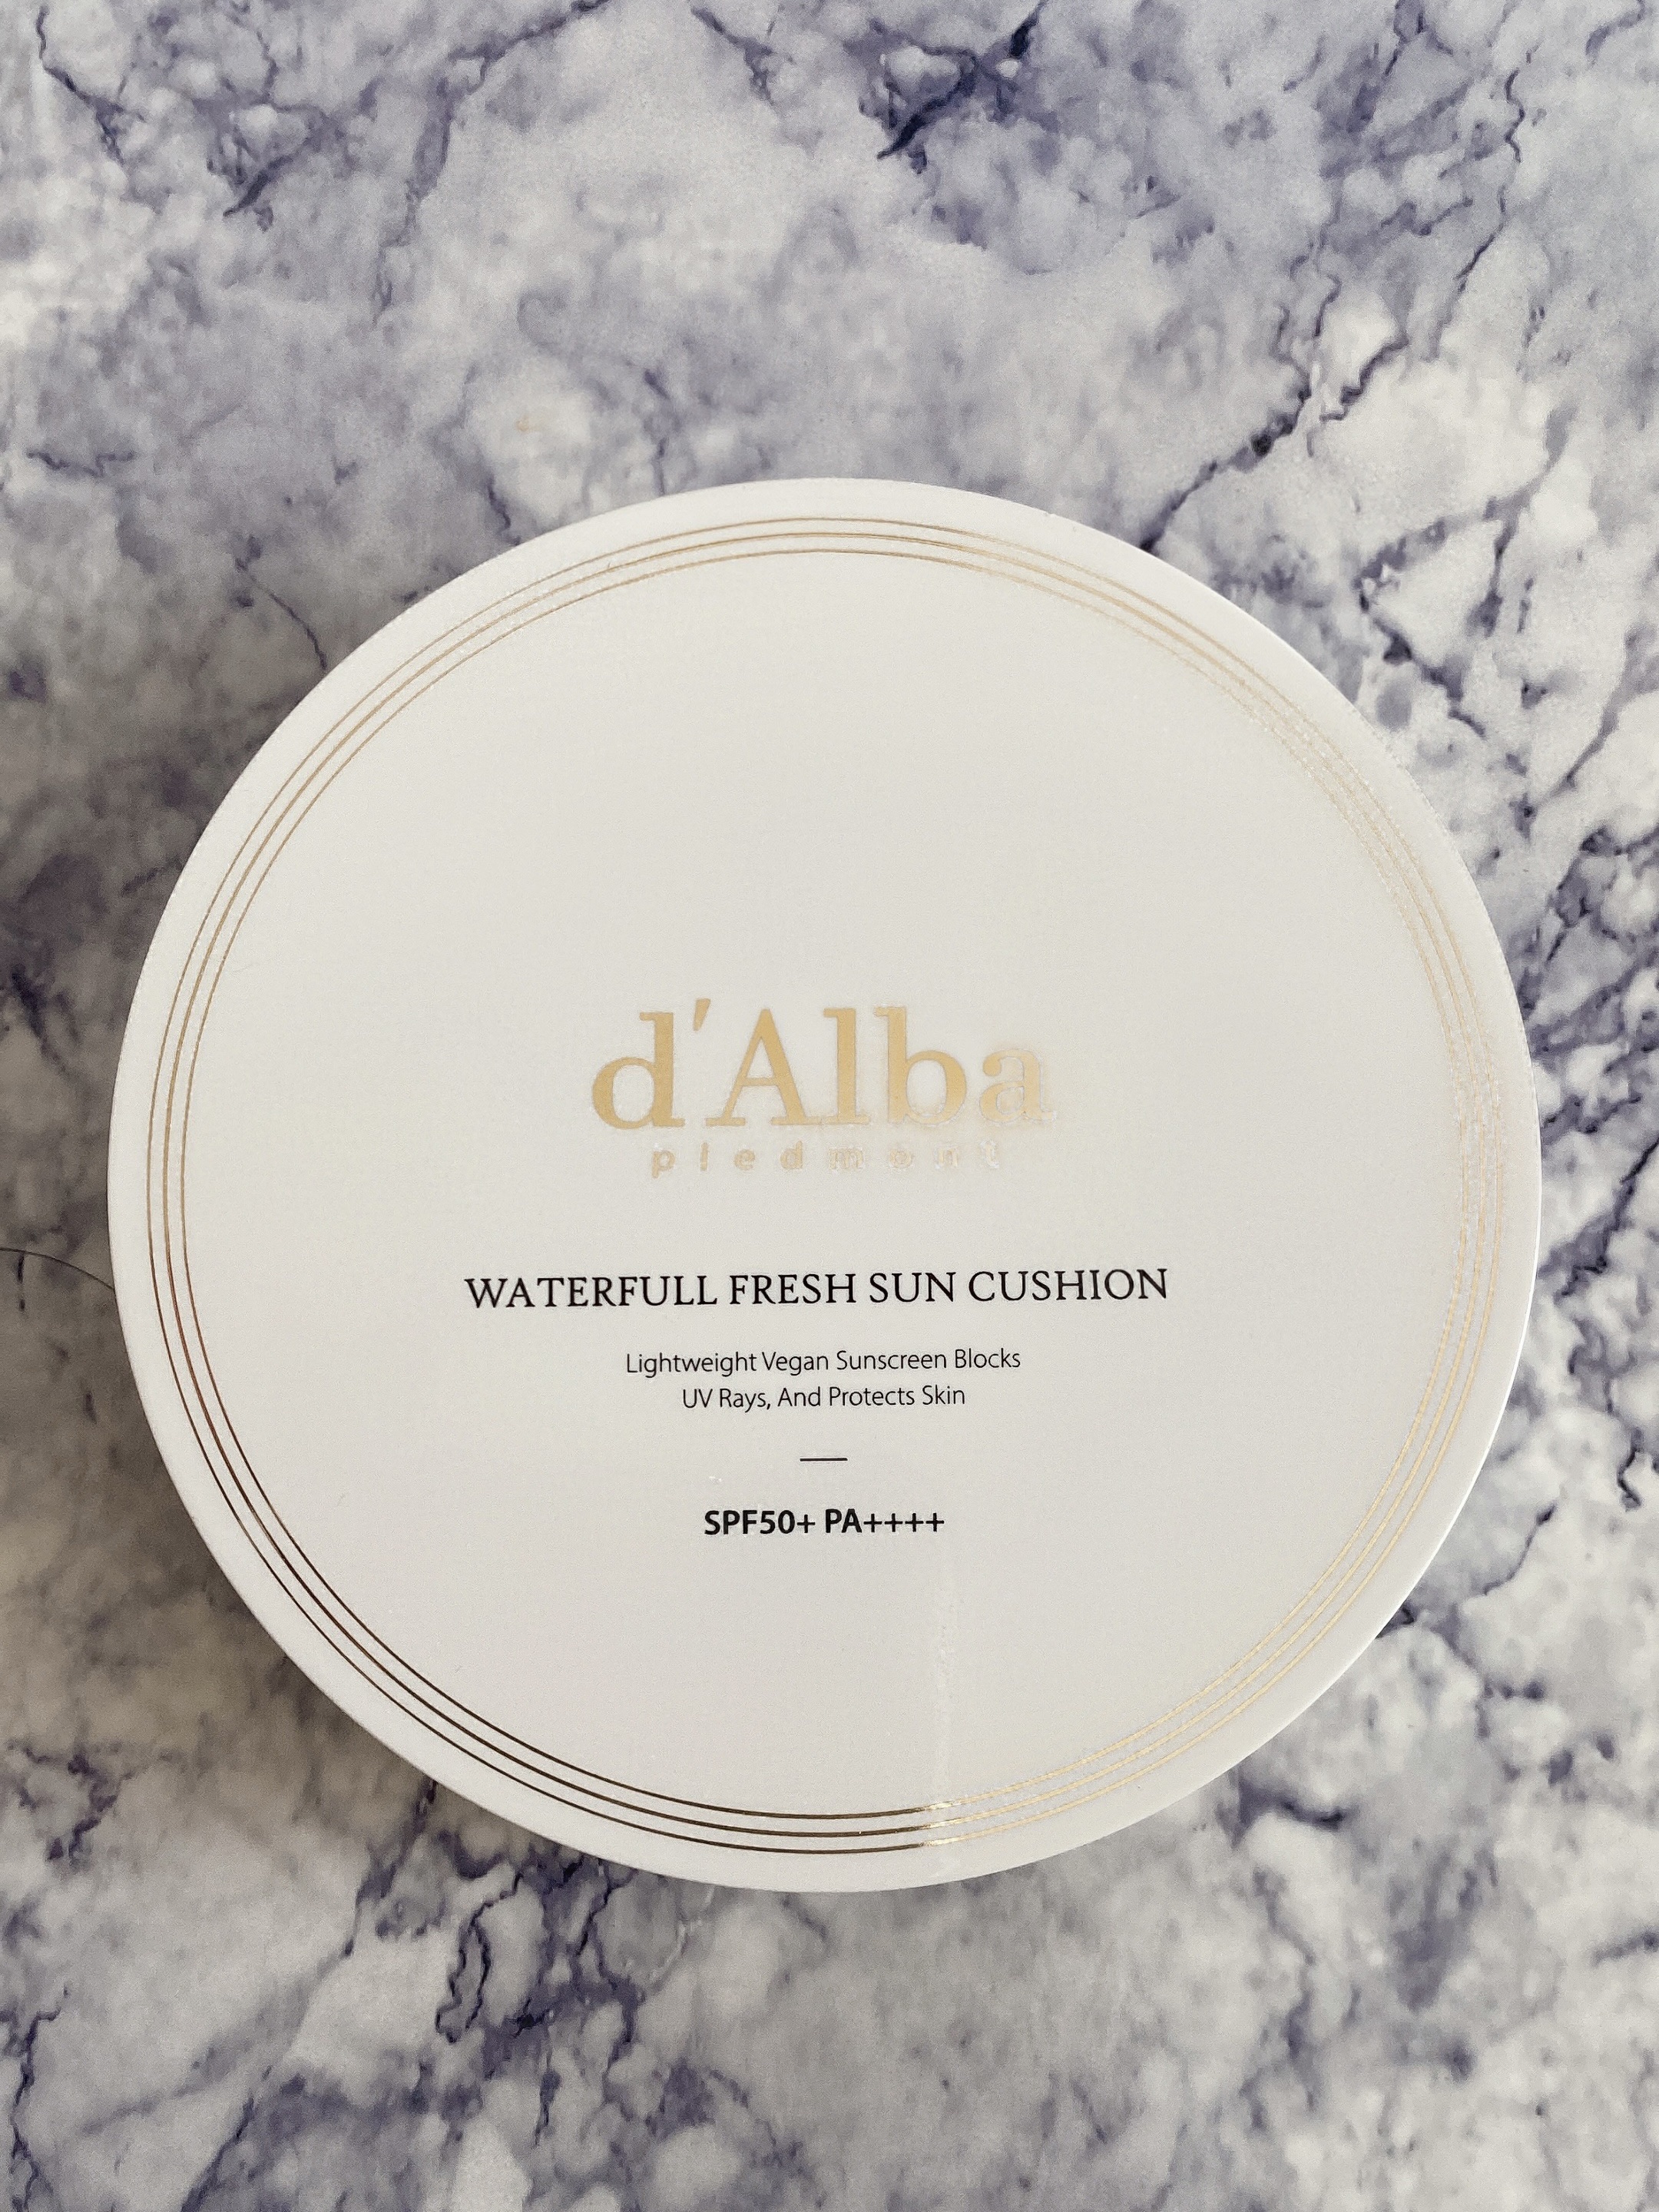 d'Alba
piedmont
WATERFULL FRESH SUN CUSHION
Lightweight Vegan Sunscreen Blocks
UV Rays, And Protects Skin
SPF50+ PA++++